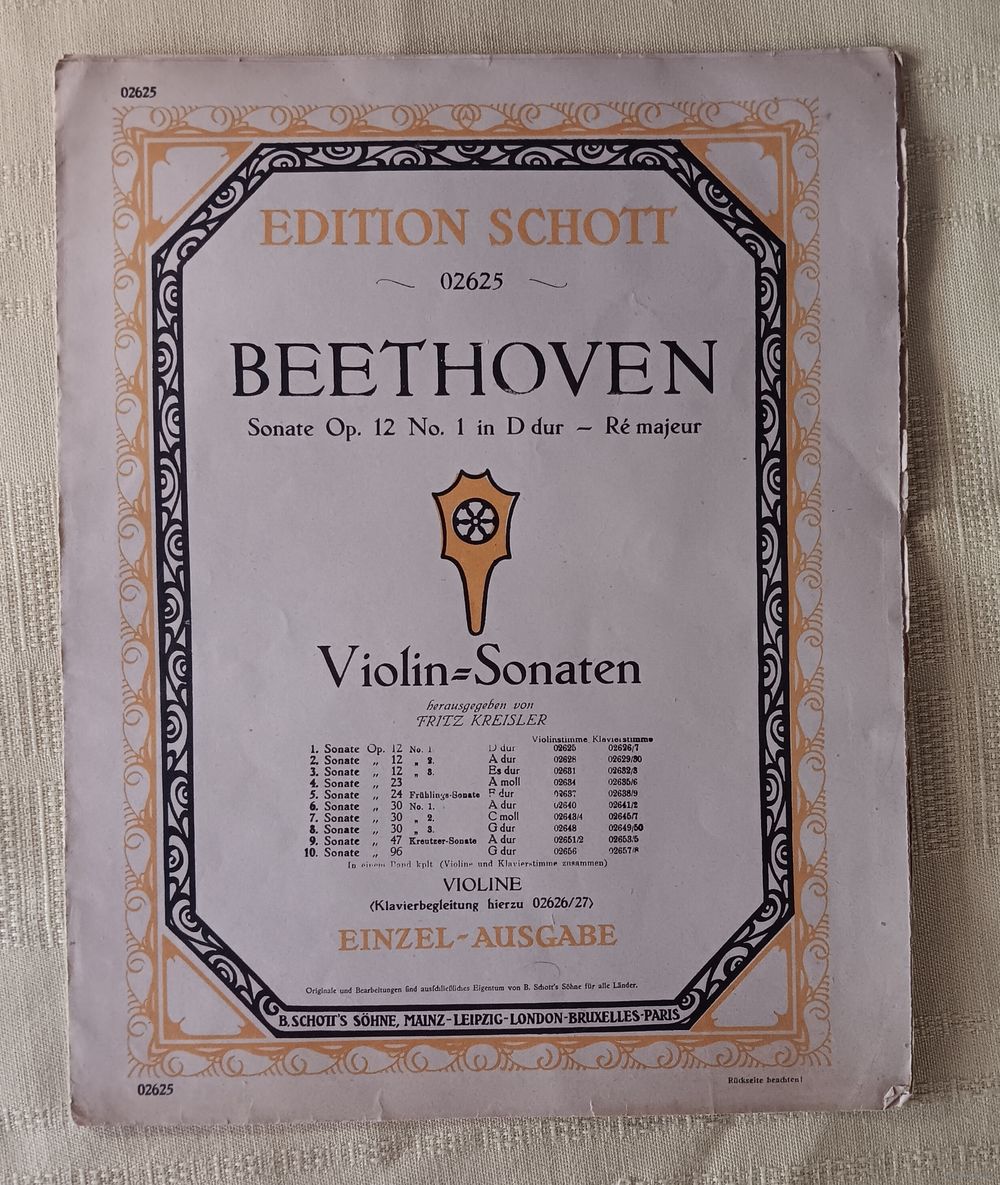 02625
EDITION SCHOTT
~ 02625 ~
BEETHOVEN
Sonate Op. 12 No. 1 in D dur – Ré majeur
Violin=Sonaten
herausgegeben von
FRITZ KREISLER
Violinstimme Klavierstimme
1. Sonate Op. 12 No. 1 D dur 02625 02626/7
2. Sonate „ 12 „ 2. A dur 02628 02629/30
3. Sonate „ 12 „ 3. Es dur 02631 02632/3
4. Sonate „ 23 A moll 02634 02635/6
5. Sonate „ 24 Frühlings-Sonate F dur 02637 02638/9
6. Sonate „ 30 No. 1. A dur 02640 02641/2
7. Sonate „ 30 „ 2. C moll 02643/4 02645/7
8. Sonate „ 30 „ 3. G dur 02648 02649/50
9. Sonate „ 47 Kreutzer-Sonate A dur 02651/2 02653/5
10. Sonate „ 96 G dur 02656 02657/8
In einem Band kplt (Violine und Klavierstimme zusammen)
VIOLINE
(Klavierbegleitung hierzu 02626/27)
EINZEL-AUSGABE
Originale und Bearbeitungen sind ausschließliches Eigentum von B. Schott's Söhne für alle Länder.
B. SCHOTT'S SÖHNE, MAINZ-LEIPZIG-LONDON-BRUXELLES-PARIS
Rückseite beachten!
02625